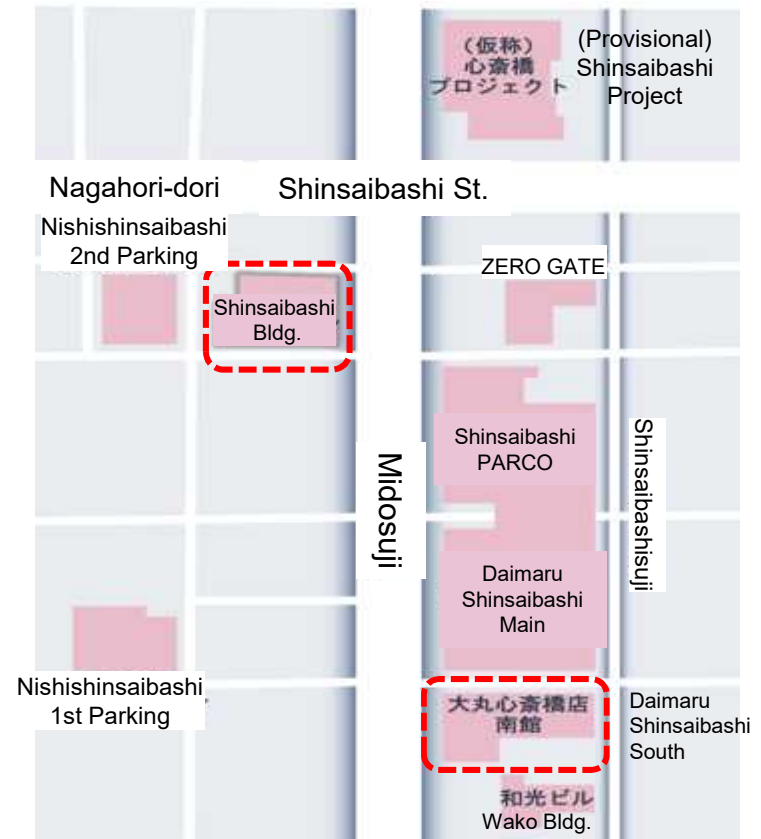 (仮称)
心斎橋
プロジェクト
(Provisional)
Shinsaibashi
Project
Nagahori-dori
Shinsaibashi St.
Nishishinsaibashi
2nd Parking
Shinsaibashi
Bldg.
ZERO GATE
Shinsaibashi
PARCO
Midosuji
Shinsaibashisuji
Daimaru
Shinsaibashi
Main
Nishishinsaibashi
1st Parking
大丸心斎橋店
南館
Daimaru
Shinsaibashi
South
和光ビル
Wako Bldg.